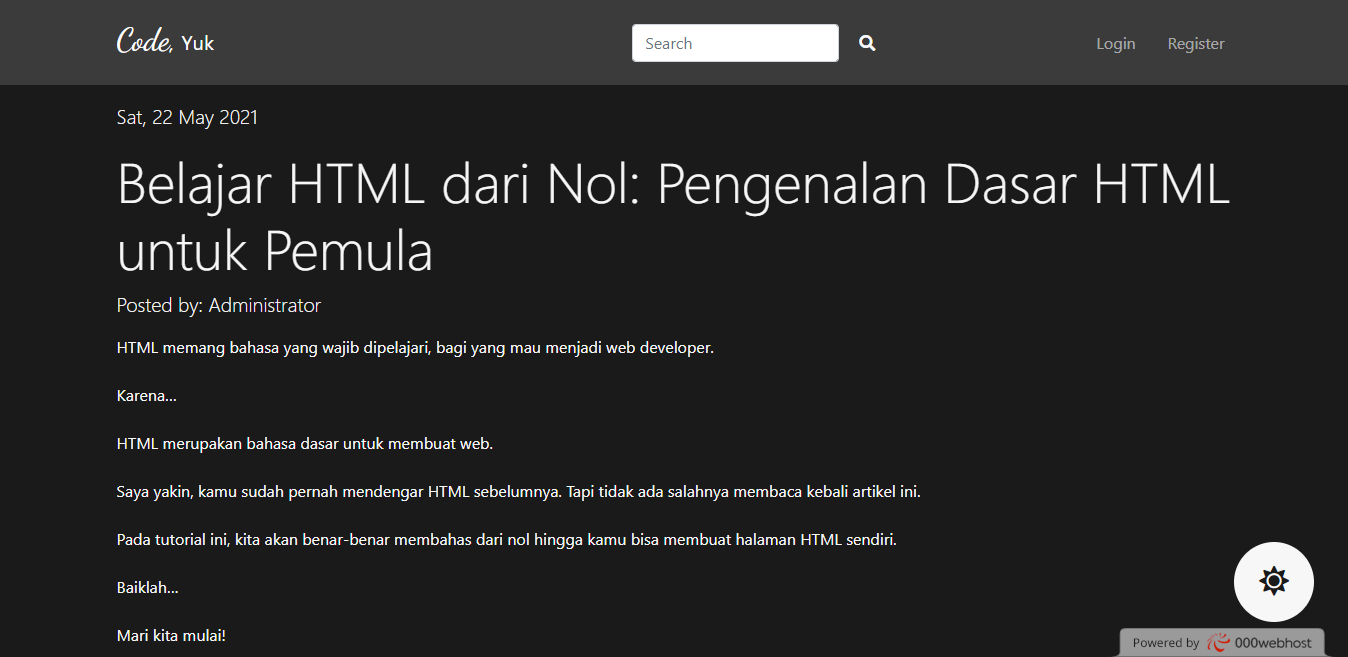 Code, Yuk
Search
Login
Register
Sat, 22 May 2021
Belajar HTML dari Nol: Pengenalan Dasar HTML
untuk Pemula
Posted by: Administrator
HTML memang bahasa yang wajib dipelajari, bagi yang mau menjadi web developer.
Karena...
HTML merupakan bahasa dasar untuk membuat web.
Saya yakin, kamu sudah pernah mendengar HTML sebelumnya. Tapi tidak ada salahnya membaca kebali artikel ini.
Pada tutorial ini, kita akan benar-benar membahas dari nol hingga kamu bisa membuat halaman HTML sendiri.
Baiklah...
Mari kita mulai!
Powered by 000webhost